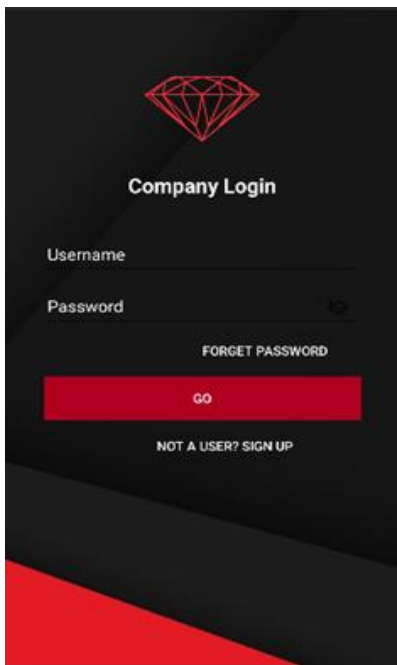 Company Login
Username
Password
FORGET PASSWORD
GO
NOT A USER? SIGN UP